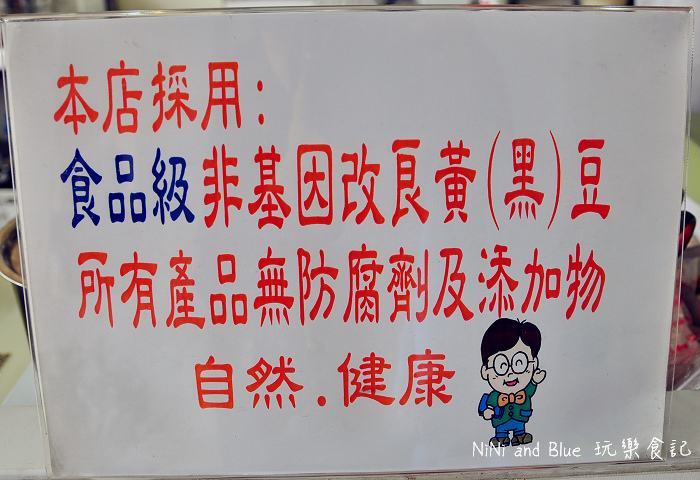 本店採用:
食品級非基因改良黃(黑)豆
所有產品無防腐劑及添加物
自然.健康
NiNi and Blue 玩樂食記